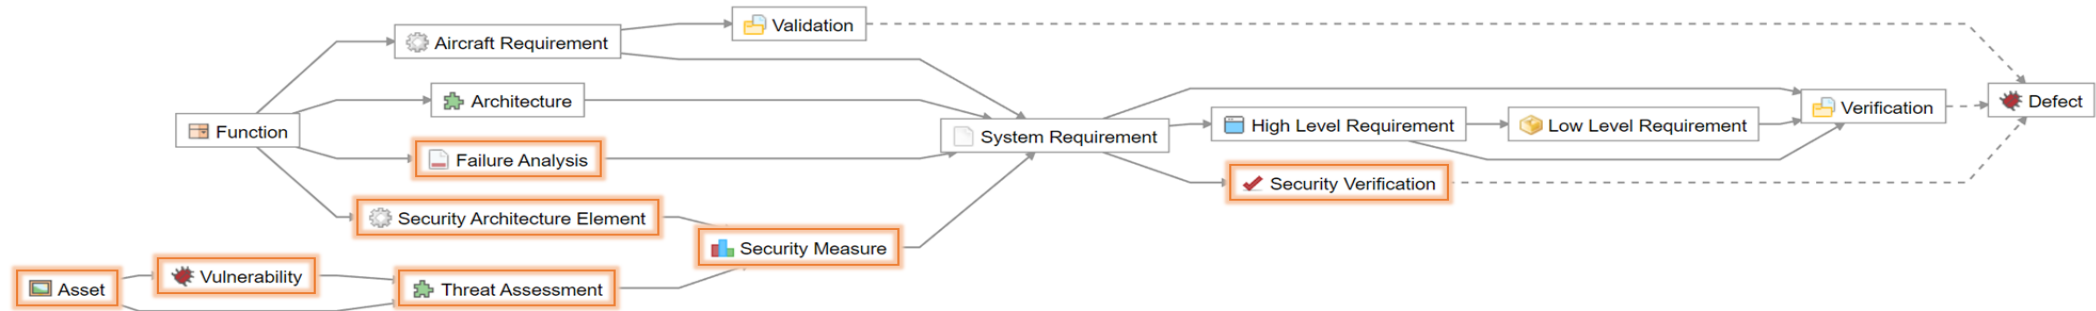 Validation
Aircraft Requirement
Architecture
Function
Failure Analysis
Security Architecture Element
Security Measure
Vulnerability
Asset
Threat Assessment
System Requirement
High Level Requirement
Low Level Requirement
Security Verification
Verification
Defect